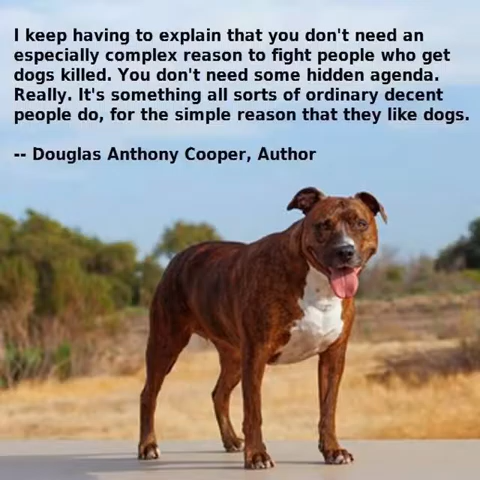 I keep having to explain that you don't need an
especially complex reason to fight people who get
dogs killed. You don't need some hidden agenda.
Really. It's something all sorts of ordinary decent
people do, for the simple reason that they like dogs.
-- Douglas Anthony Cooper, Author